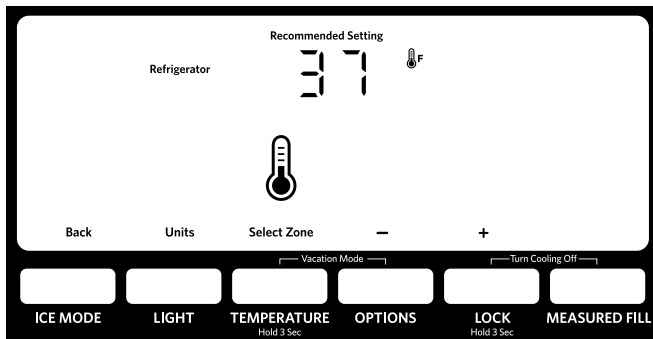 Recommended Setting
Refrigerator 37 F
Back Units Select Zone − +
Vacation Mode Turn Cooling Off
ICE MODE LIGHT TEMPERATURE OPTIONS LOCK MEASURED FILL
Hold 3 Sec Hold 3 Sec